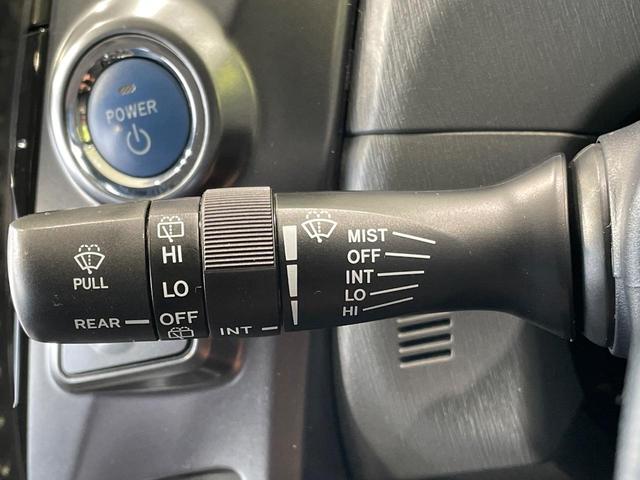 POWER
PULL
REAR
HI
LO
OFF
INT
MIST
OFF
INT
LO
HI